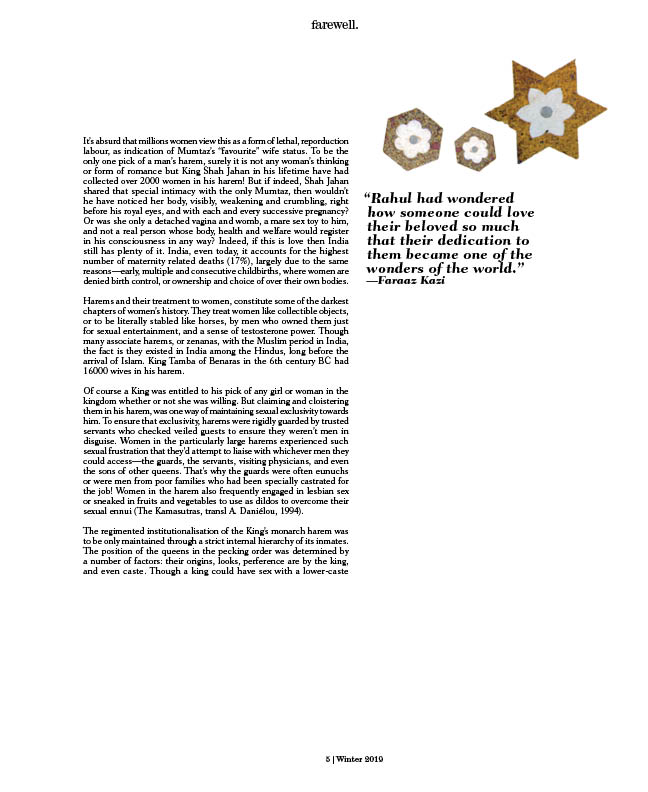 farewell.
It's absurd that millions women view this as a form of lethal, reporduction
labour, as indication of Mumtaz's "favourite" wife status. To be the
only one pick of a man's harem, surely it is not any woman's thinking
or form of romance but King Shah Jahan in his lifetime have had
collected over 2000 women in his harem! But if indeed, Shah Jahan
shared that special intimacy with the only Mumtaz, then wouldn't
he have noticed her body, visibly, weakening and crumbling, right
before his royal eyes, and with each and every successive pregnancy?
Or was she only a detached vagina and womb, a mare sex toy to him,
and not a real person whose body, health and welfare would register
in his consciousness in any way? Indeed, if this is love then India
still has plenty of it. India, even today, it accounts for the highest
number of maternity related deaths (17%), largely due to the same
reasons—early, multiple and consecutive childbirths, where women are
denied birth control, or ownership and choice of over their own bodies.
Harems and their treatment to women, constitute some of the darkest
chapters of women's history. They treat women like collectible objects,
or to be literally stabled like horses, by men who owned them just
for sexual entertainment, and a sense of testosterone power. Though
many associate harems, or zenanas, with the Muslim period in India,
the fact is they existed in India among the Hindus, long before the
arrival of Islam. King Tamba of Benaras in the 6th century BC had
16000 wives in his harem.
Of course a King was entitled to his pick of any girl or woman in the
kingdom whether or not she was willing. But claiming and cloistering
them in his harem, was one way of maintaining sexual exclusivity towards
him. To ensure that exclusivity, harems were rigidly guarded by trusted
servants who checked veiled guests to ensure they weren't men in
disguise. Women in the particularly large harems experienced such
sexual frustration that they'd attempt to liaise with whichever men they
could access—the guards, the servants, visiting physicians, and even
the sons of other queens. That's why the guards were often eunuchs
or were men from poor families who had been specially castrated for
the job! Women in the harem also frequently engaged in lesbian sex
or sneaked in fruits and vegetables to use as dildos to overcome their
sexual ennui (The Kamasutras, transl A. Daniélou, 1994).
The regimented institutionalisation of the King's monarch harem was
to be only maintained through a strict internal hierarchy of its inmates.
The position of the queens in the pecking order was determined by
a number of factors: their origins, looks, perference are by the king,
and even caste. Though a king could have sex with a lower-caste
“Rahul had wondered
how someone could love
their beloved so much
that their dedication to
them became one of the
wonders of the world.”
—Faraaz Kazi
5 | Winter 2019